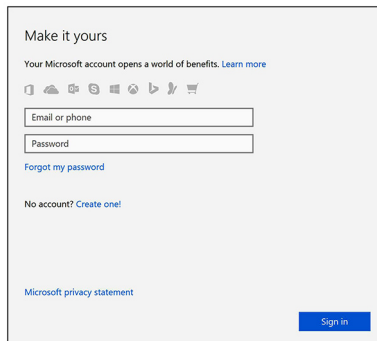 Make it yours
Your Microsoft account opens a world of benefits. Learn more
Email or phone
Password
Forgot my password
No account? Create one!
Microsoft privacy statement
Sign in